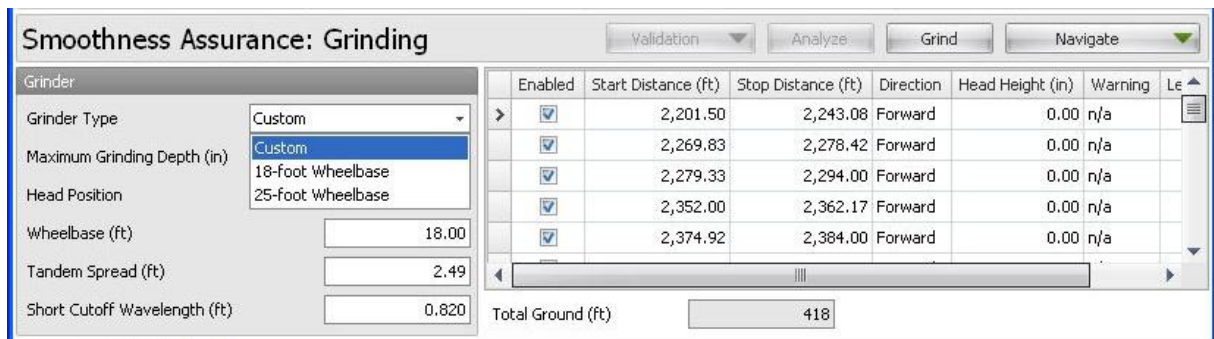 Smoothness Assurance: Grinding
Validation Analyze Grind Navigate
Grinder
Grinder Type Custom
Custom
18-foot Wheelbase
25-foot Wheelbase
Maximum Grinding Depth (in)
Head Position
Wheelbase (ft) 18.00
Tandem Spread (ft) 2.49
Short Cutoff Wavelength (ft) 0.820
Enabled Start Distance (ft) Stop Distance (ft) Direction Head Height (in) Warning Le
2,201.50 2,243.08 Forward 0.00 n/a
2,269.83 2,278.42 Forward 0.00 n/a
2,279.33 2,294.00 Forward 0.00 n/a
2,352.00 2,362.17 Forward 0.00 n/a
2,374.92 2,384.00 Forward 0.00 n/a
Total Ground (ft) 418